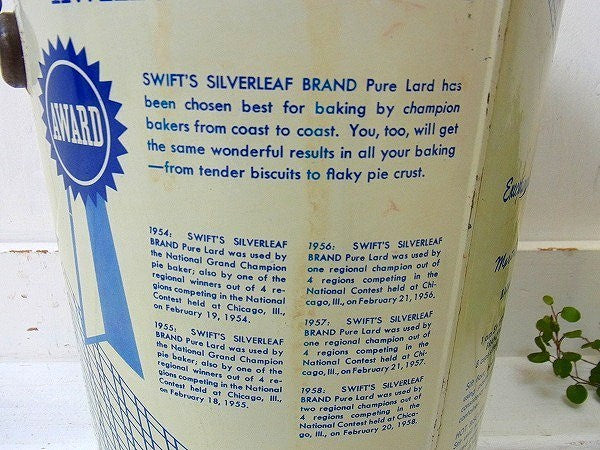 AWARD
SWIFT'S SILVERLEAF BRAND Pure Lard has
been chosen best for baking by champion
bakers from coast to coast. You, too, will get
the same wonderful results in all your baking
—from tender biscuits to flaky pie crust.
1954: SWIFT'S SILVERLEAF
BRAND Pure Lard was used by
the National Grand Champion
pie baker; also by one of the
regional winners out of 4 re-
gions competing in the National
Contest held at Chicago, Ill.,
on February 19, 1954.
1955: SWIFT'S SILVERLEAF
BRAND Pure Lard was used by
the National Grand Champion
pie baker; also by one of the
regional winners out of 4 re-
gions competing in the National
Contest held at Chicago, Ill.,
on February 18, 1955.
1956: SWIFT'S SILVERLEAF
BRAND Pure Lard was used by
one regional champion out of
4 regions competing in the
National Contest held at Chi-
cago, Ill., on February 21, 1956.
1957: SWIFT'S SILVERLEAF
BRAND Pure Lard was used by
one regional champion out of
4 regions competing in the
National Contest held at Chi-
cago, Ill., on February 21, 1957.
1958: SWIFT'S SILVERLEAF
BRAND Pure Lard was used by
two regional champions out of
4 regions competing in the
National Contest held at Chica-
go, Ill., on February 20, 1958.